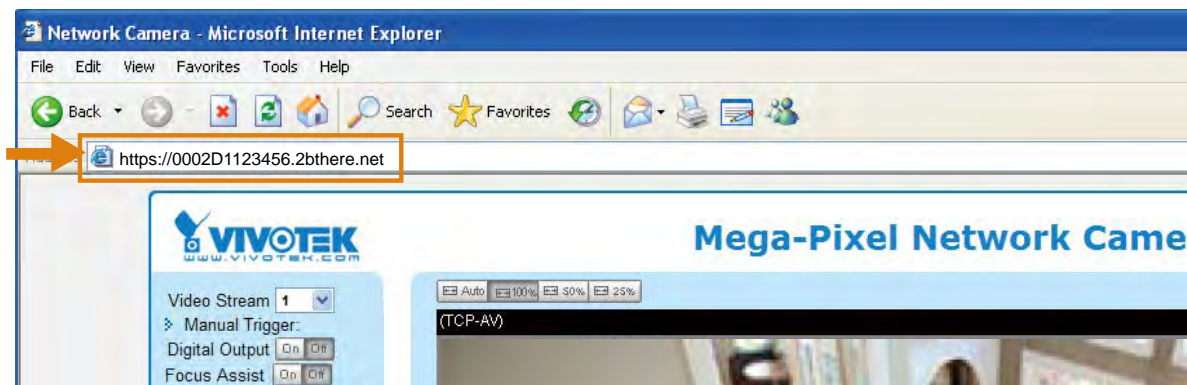 Network Camera - Microsoft Internet Explorer
File Edit View Favorites Tools Help
Back Search Favorites
https://0002D1123456.2bthere.net
VIVOTEK
www.vivotek.com
Mega-Pixel Network Came
Video Stream 1
Auto 100% 50% 25%
Manual Trigger:
(TCP-AV)
Digital Output On Off
Focus Assist On Off